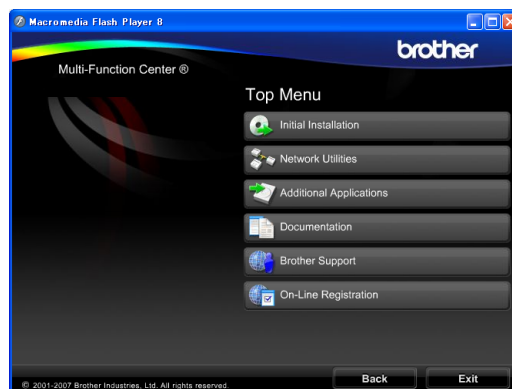 Macromedia Flash Player 8
brother
Multi-Function Center ®
Top Menu
Initial Installation
Network Utilities
Additional Applications
Documentation
Brother Support
On-Line Registration
© 2001-2007 Brother Industries, Ltd. All rights reserved.
Back
Exit